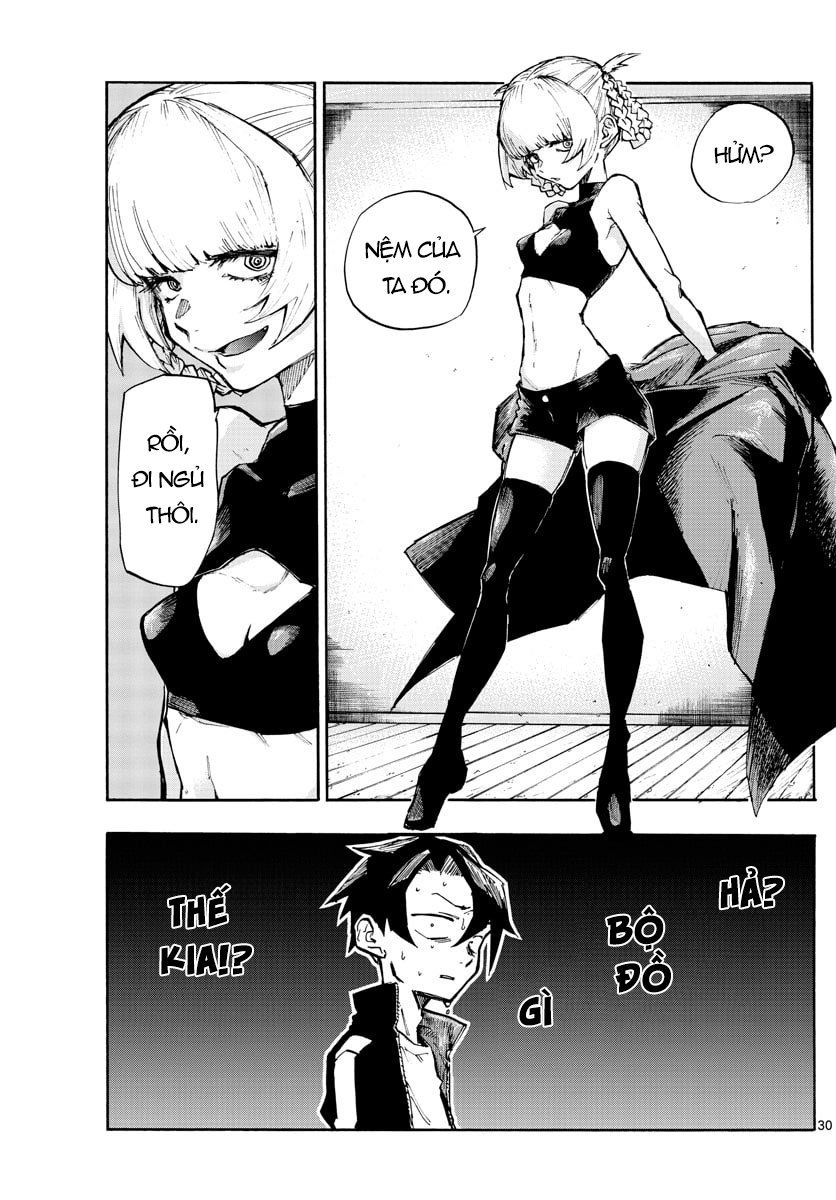 HỬM?
NỆM CỦA
TA ĐÓ.
RỒI,
ĐI NGỦ
THÔI.
HẢ?
BỘ
ĐỒ
GÌ
THẾ
KIA!?
30